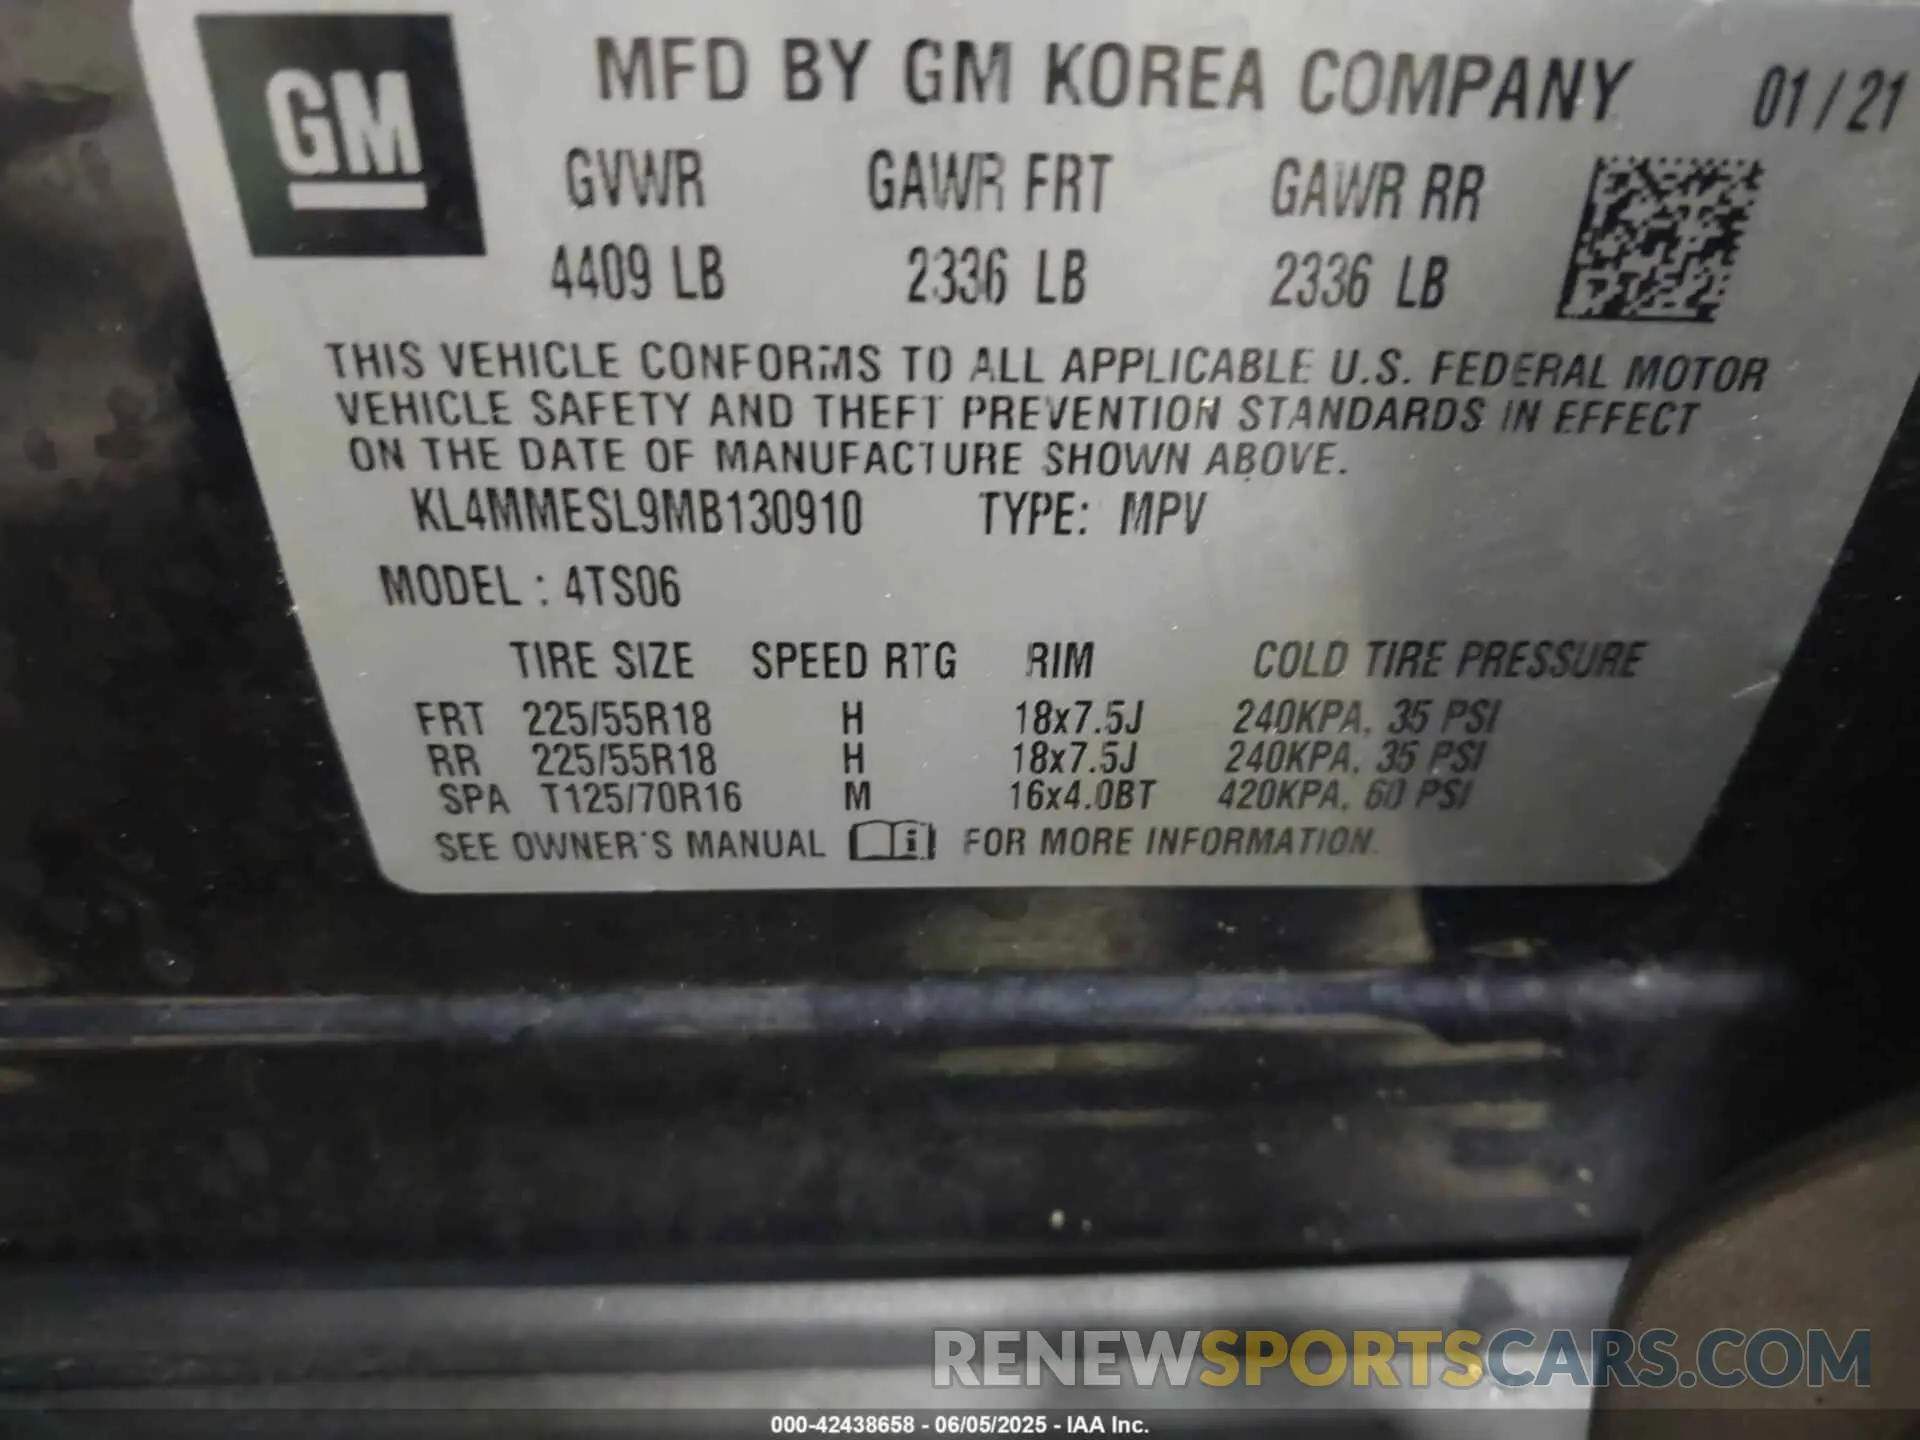 GM
MFD BY GM KOREA COMPANY 01/21
GVWR GAWR FRT GAWR RR
4409 LB 2336 LB 2336 LB
THIS VEHICLE CONFORMS TO ALL APPLICABLE U.S. FEDERAL MOTOR
VEHICLE SAFETY AND THEFT PREVENTION STANDARDS IN EFFECT
ON THE DATE OF MANUFACTURE SHOWN ABOVE.
KL4MMESL9MB130910 TYPE: MPV
MODEL : 4TS06
TIRE SIZE SPEED RTG RIM COLD TIRE PRESSURE
FRT 225/55R18 H 18x7.5J 240KPA, 35 PSI
RR 225/55R18 H 18x7.5J 240KPA, 35 PSI
SPA T125/70R16 M 16x4.0BT 420KPA, 60 PSI
SEE OWNER'S MANUAL FOR MORE INFORMATION.
RENEWSPORTSCARS.COM
000-42438658 - 06/05/2025 - IAA Inc.